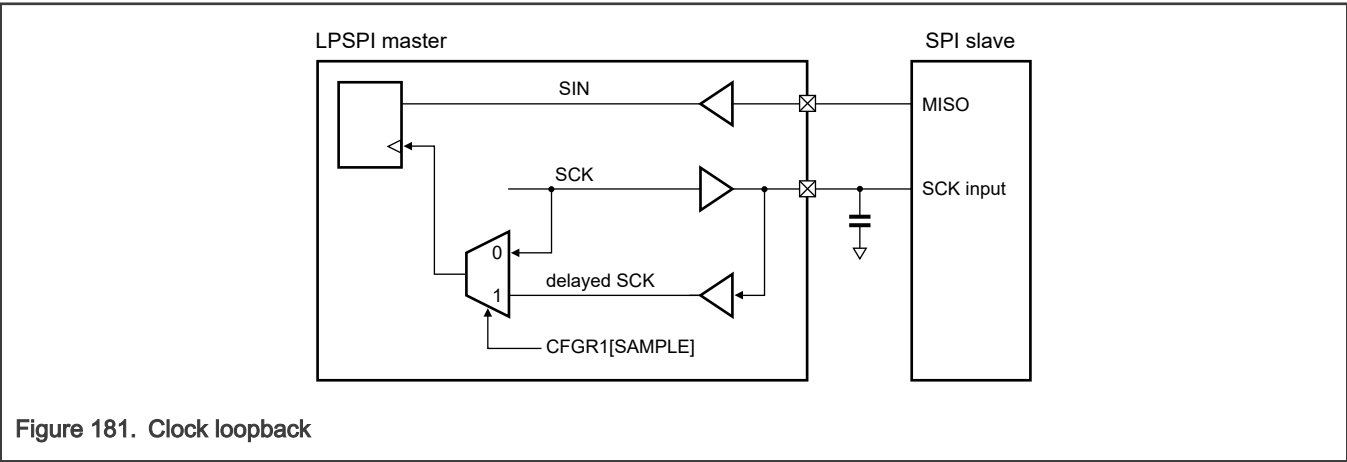 LPSPI master
SPI slave
SIN
MISO
SCK
SCK input
0
delayed SCK
1
CFGR1[SAMPLE]
Figure 181. Clock loopback